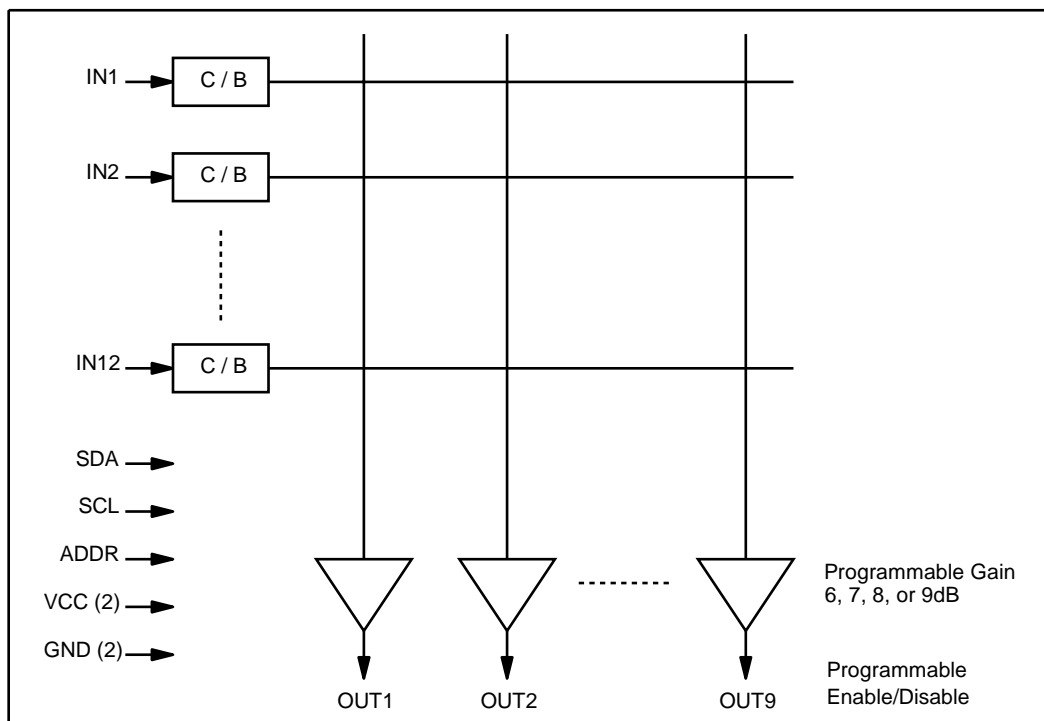 IN1
C / B
IN2
C / B
IN12
C / B
SDA
SCL
ADDR
VCC (2)
GND (2)
Programmable Gain
6, 7, 8, or 9dB
OUT1
OUT2
OUT9
Programmable
Enable/Disable